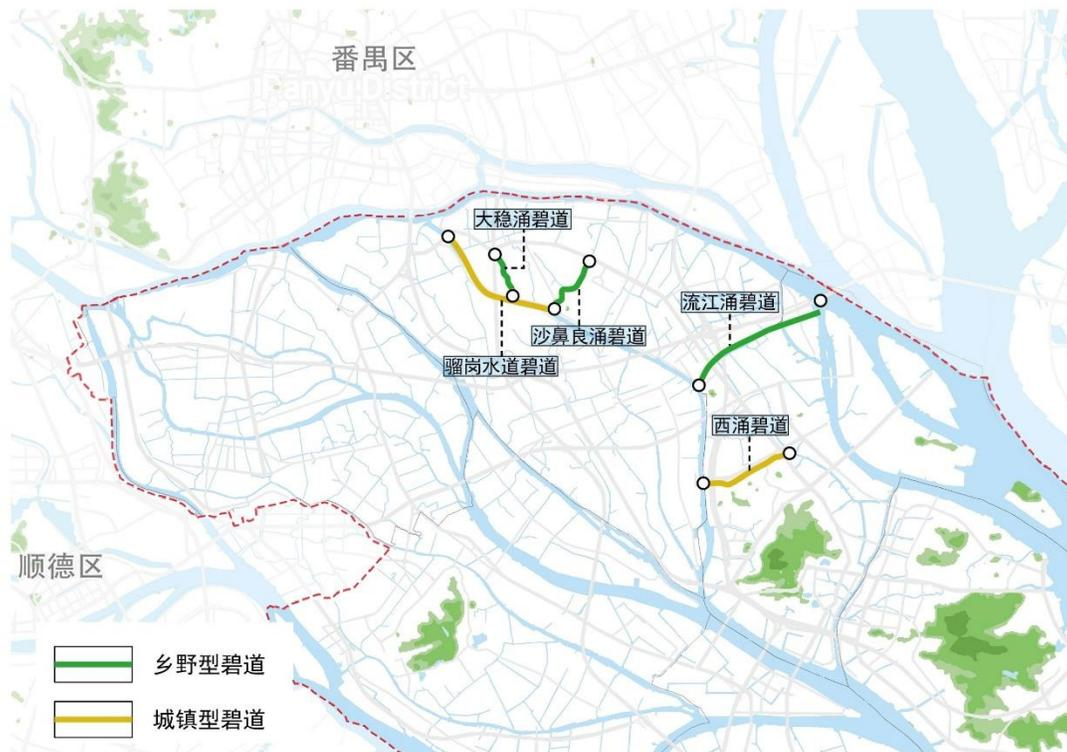 番禺区
Panyu District
大稳涌碧道
流江涌碧道
沙鼻良涌碧道
骝岗水道碧道
西涌碧道
顺德区
乡野型碧道
城镇型碧道